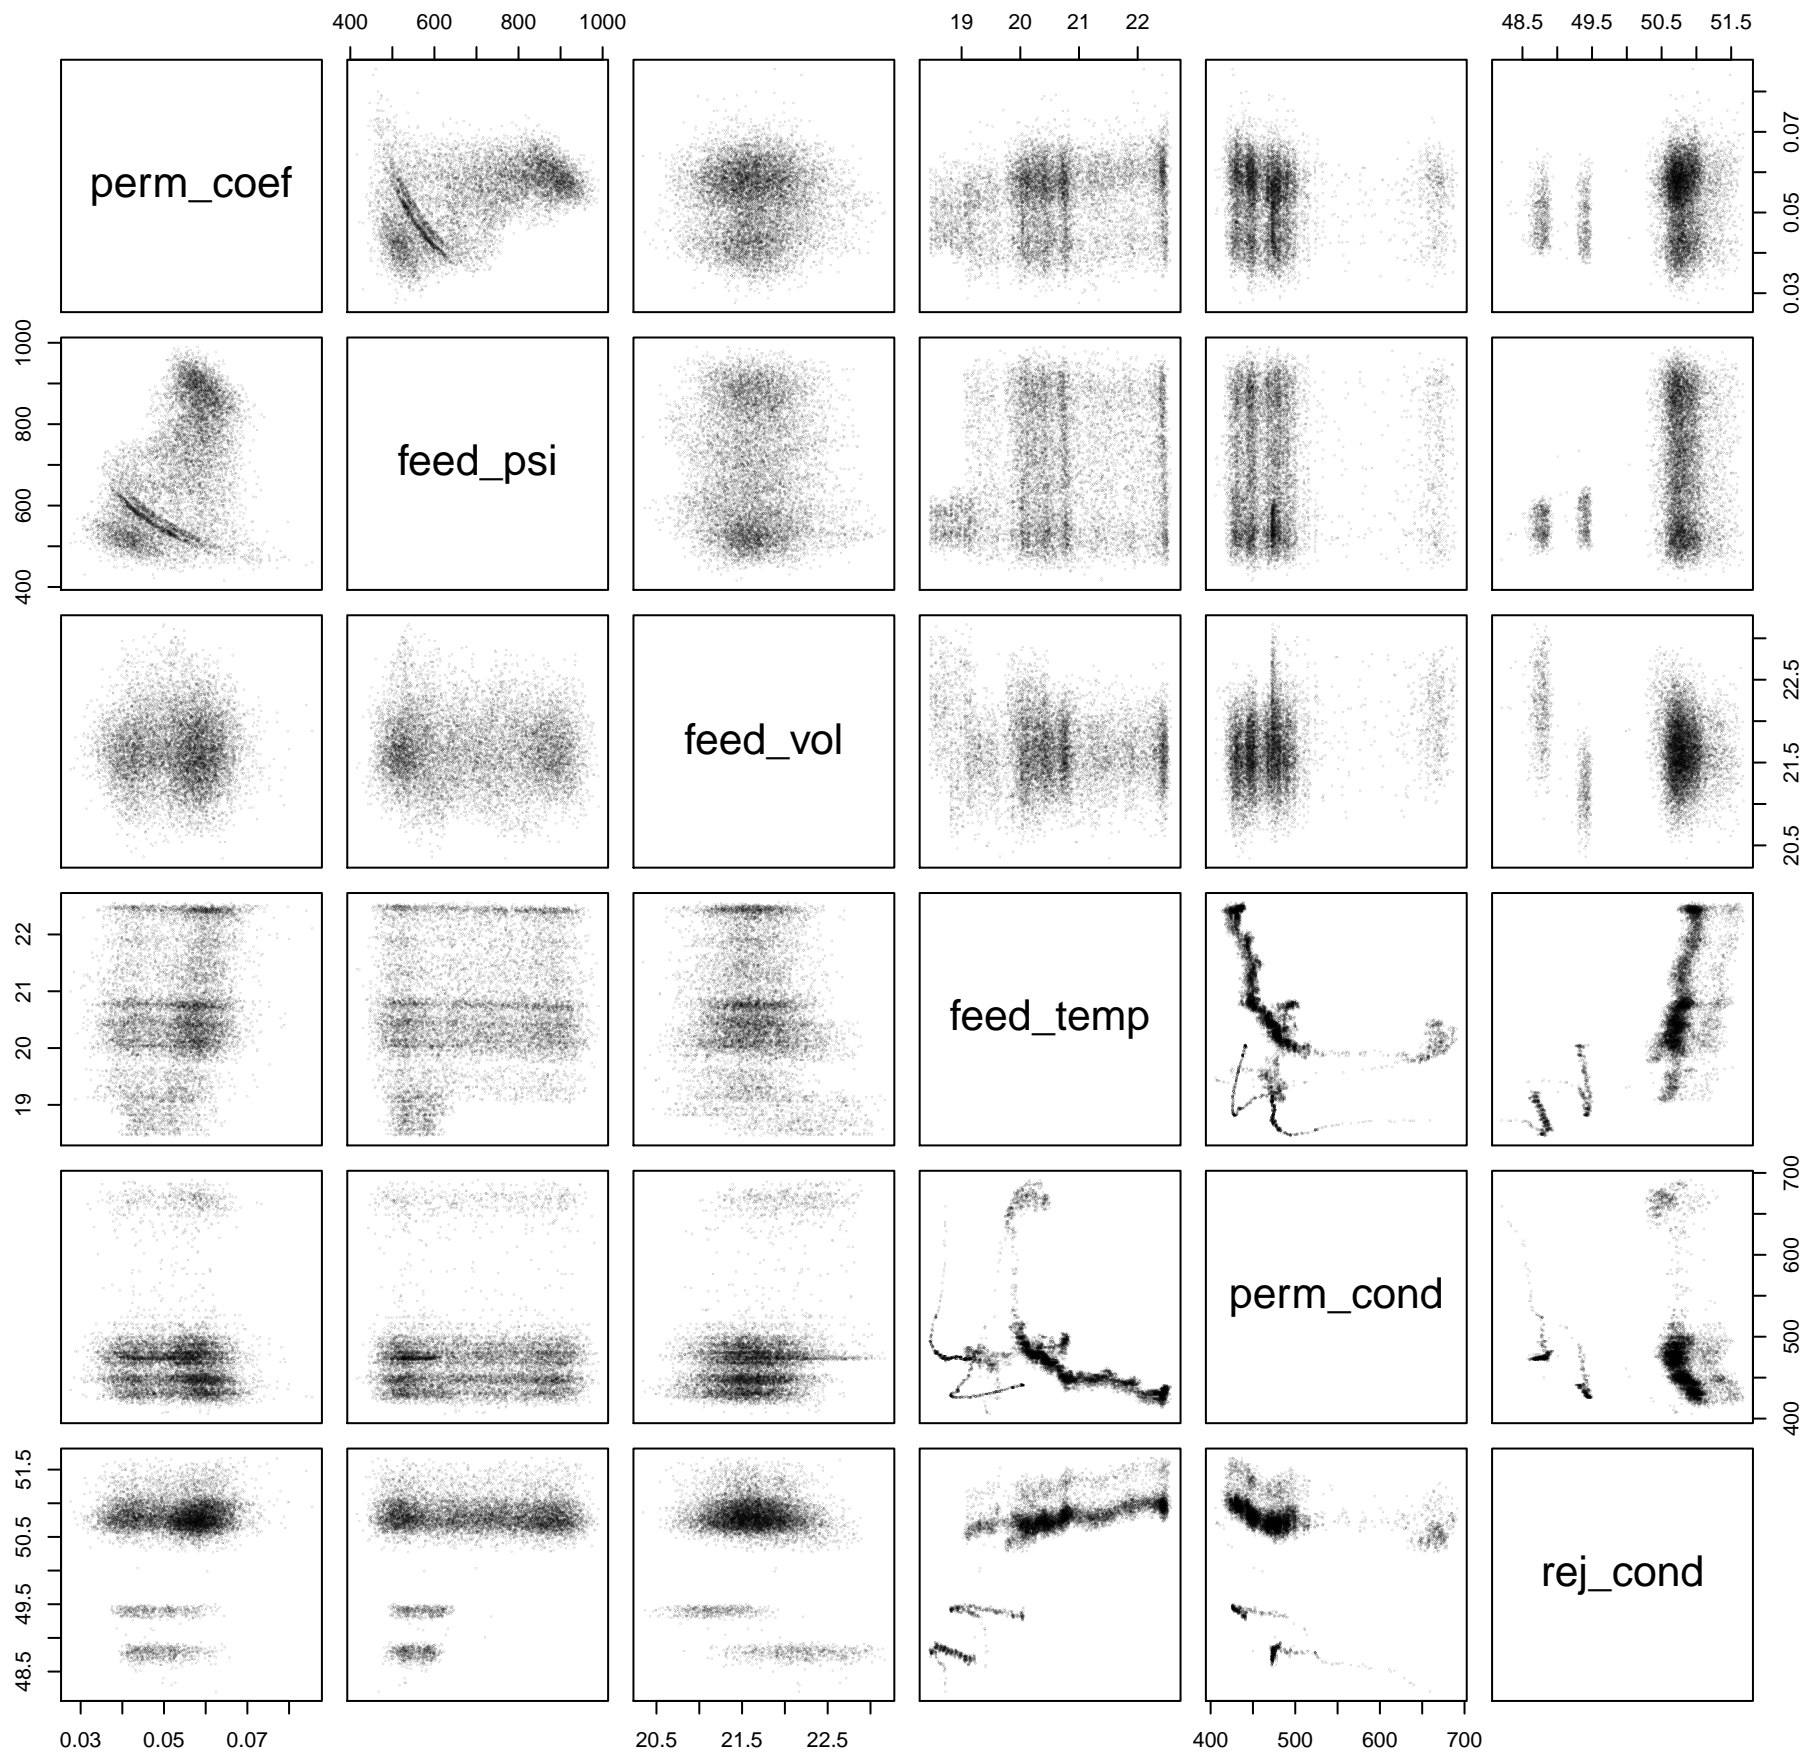 400 600 800 1000 19 20 21 22 48.5 49.5 50.5 51.5
perm_coef 0.03 0.05 0.07
400 600 800 1000 feed_psi
feed_vol 20.5 21.5 22.5
19 20 21 22 feed_temp
perm_cond 400 500 600 700
48.5 49.5 50.5 51.5 rej_cond
0.03 0.05 0.07 20.5 21.5 22.5 400 500 600 700